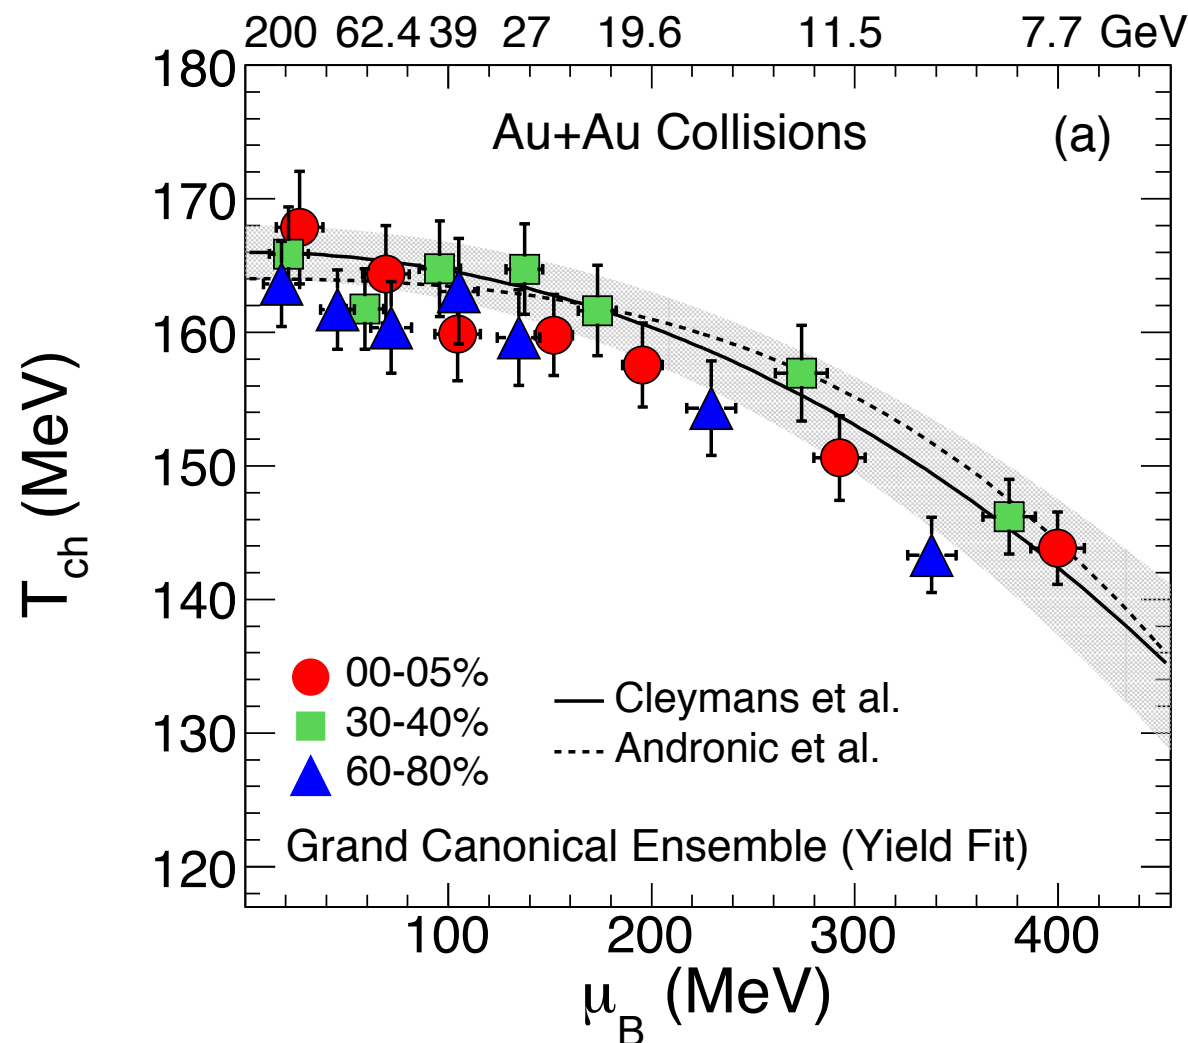 200 62.4 39 27 19.6 11.5 7.7 GeV
180
Au+Au Collisions (a)
170
160
150
140
130
120
T_ch (MeV)
00-05%
30-40%
60-80%
Cleymans et al.
Andronic et al.
Grand Canonical Ensemble (Yield Fit)
100 200 300 400
μ_B (MeV)